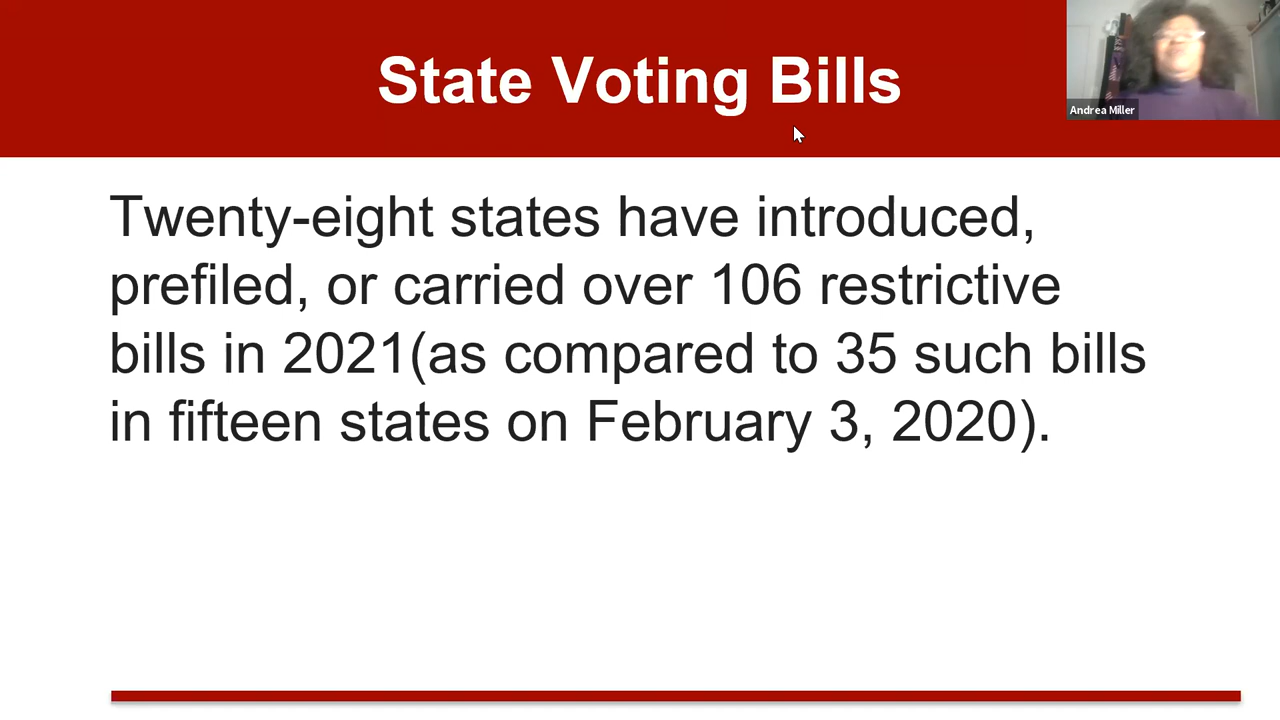 State Voting Bills
Andrea Miller
Twenty-eight states have introduced,
prefiled, or carried over 106 restrictive
bills in 2021(as compared to 35 such bills
in fifteen states on February 3, 2020).